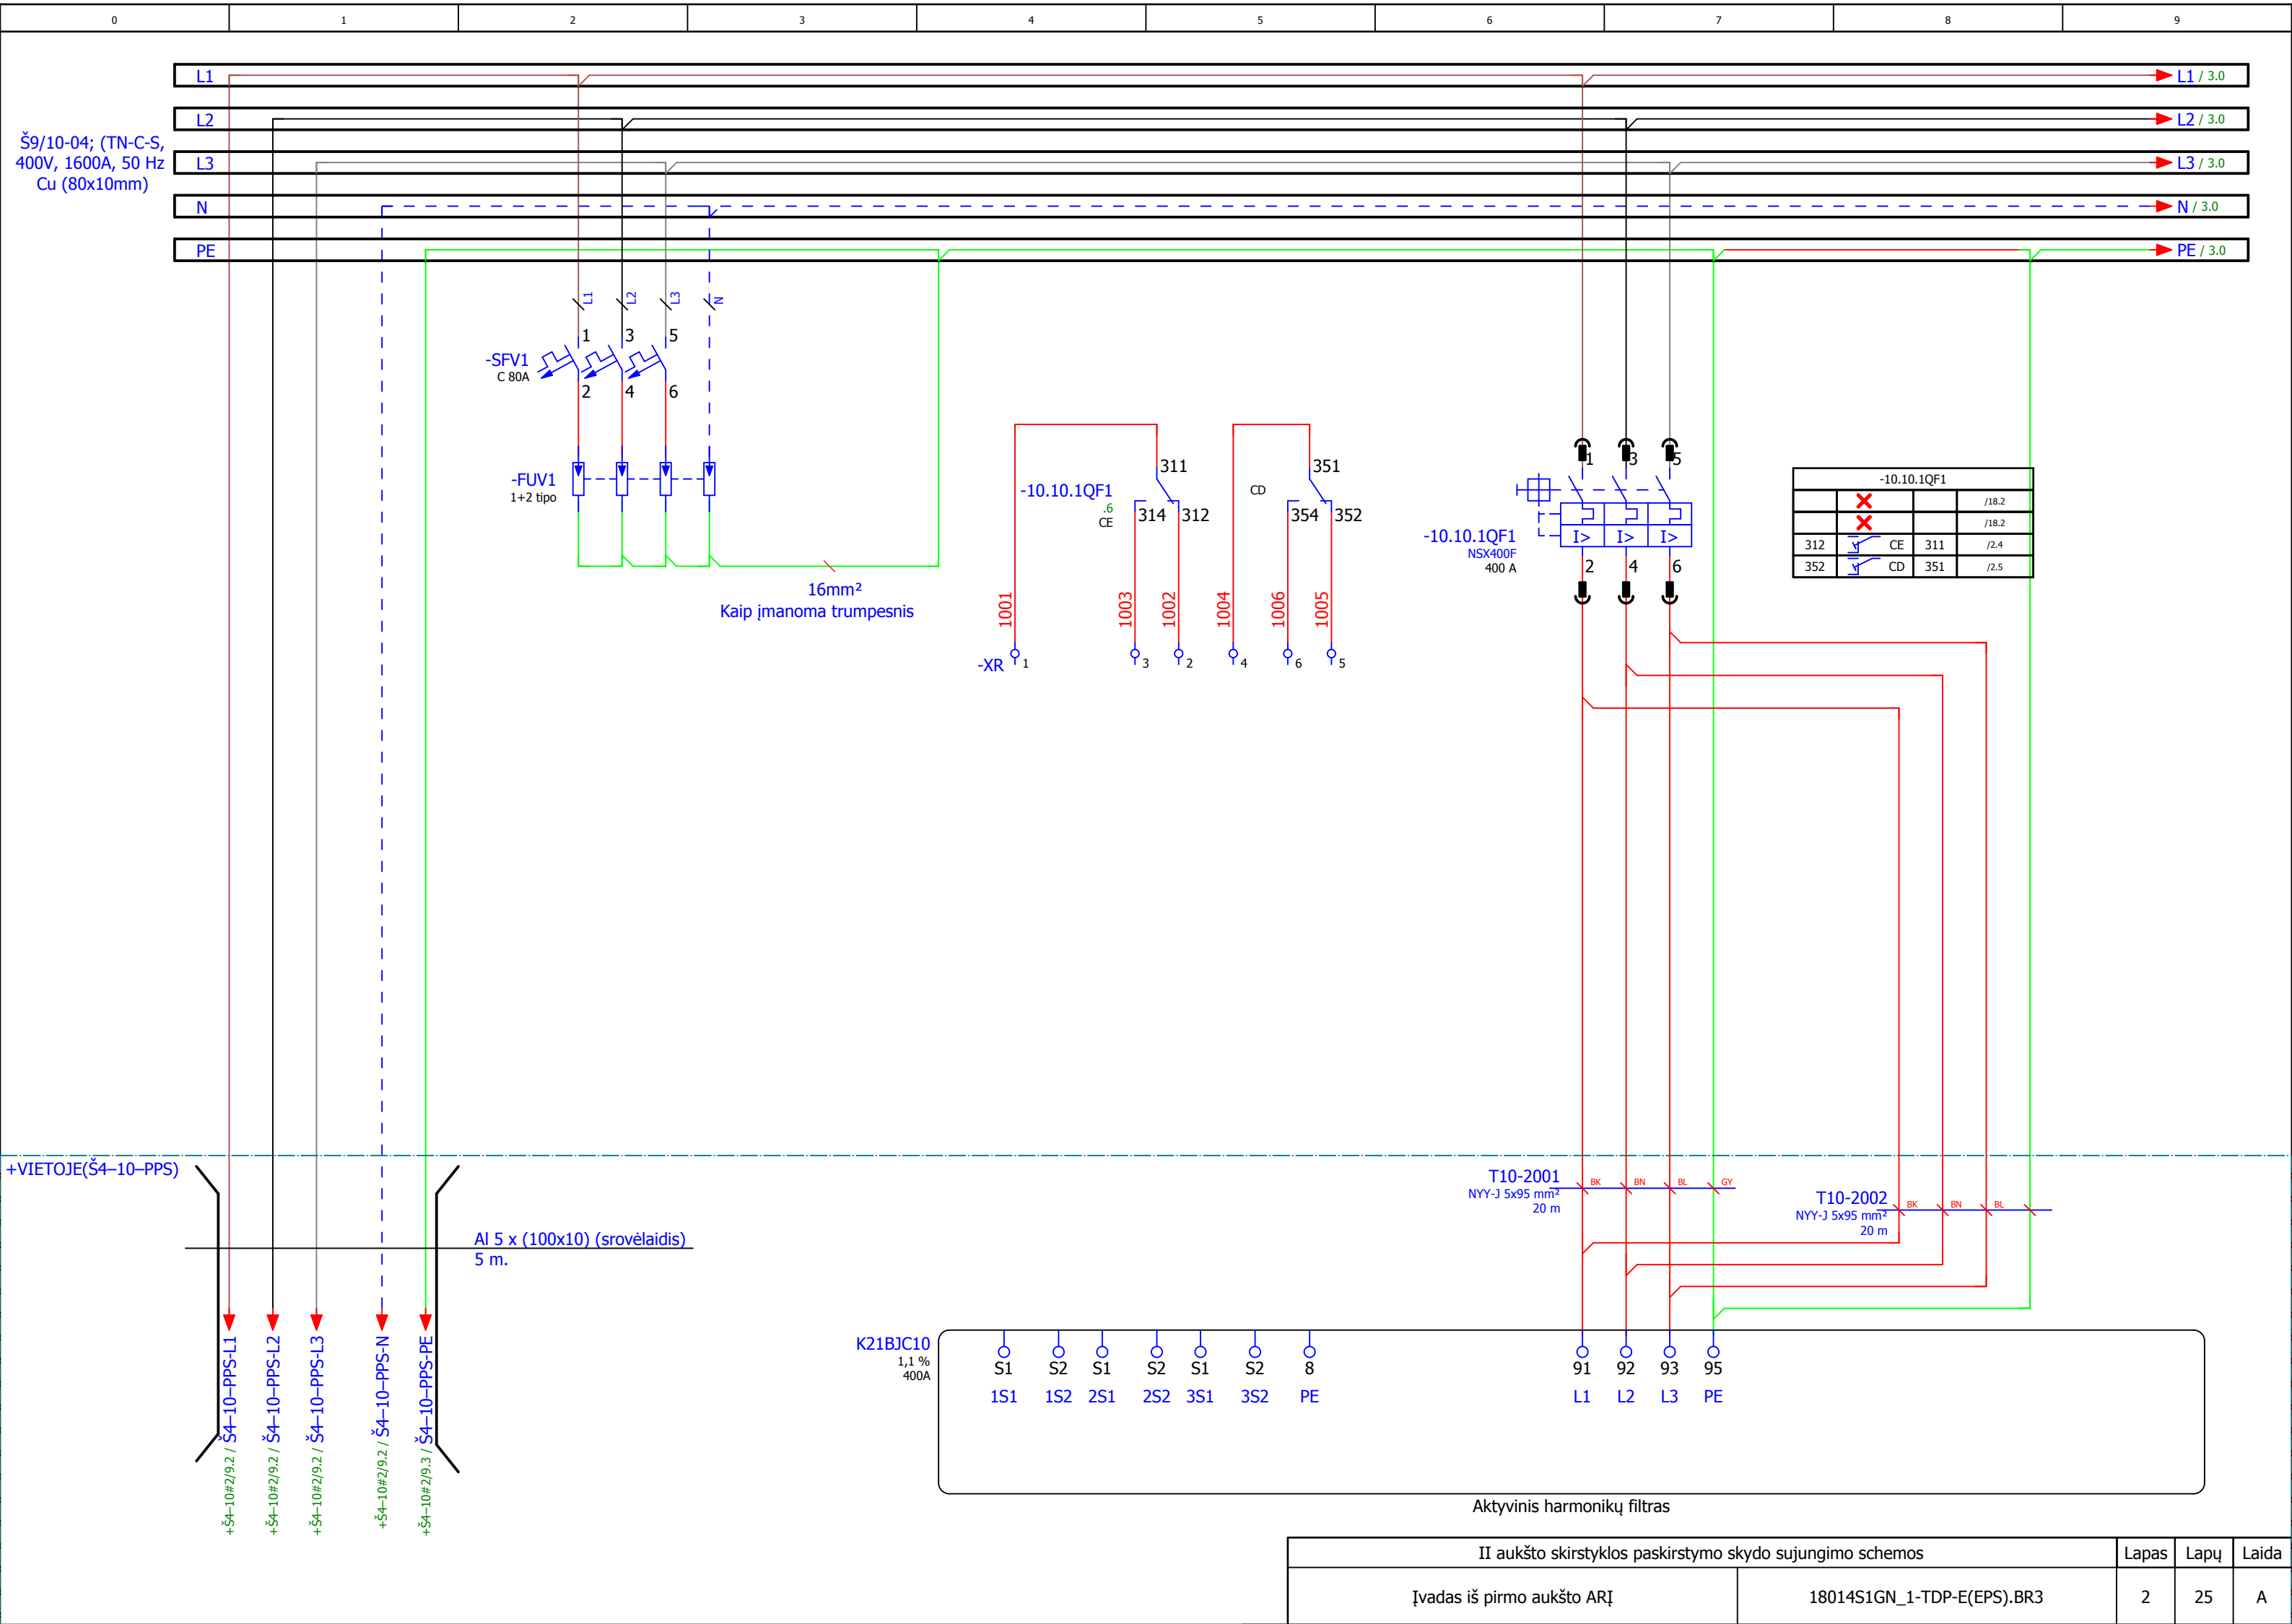 0 1 2 3 4 5 6 7 8 9
L1 L1 / 3.0
L2 L2 / 3.0
Š9/10-04; (TN-C-S,
400V, 1600A, 50 Hz
Cu (80x10mm)
L3 L3 / 3.0
N N / 3.0
PE PE / 3.0
L1 L2 L3 N
1 3 5
-SFV1
C 80A
2 4 6
-FUV1
1+2 tipo
16mm²
Kaip įmanoma trumpesnis
311
-10.10.1QF1
.6
CE
314 312
351
CD
354 352
1001 1003 1002 1004 1006 1005
-XR 1 3 2 4 6 5
1 3 5
-10.10.1QF1
NSX400F
400 A
I> I> I>
2 4 6
-10.10.1QF1
/18.2
/18.2
312 CE 311 /2.4
352 CD 351 /2.5
+VIETOJE(Š4–10–PPS)
T10-2001
NYY-J 5x95 mm²
20 m
BK BN BL GY
T10-2002
NYY-J 5x95 mm²
20 m
BK BN BL
Al 5 x (100x10) (srovėlaidis)
5 m.
+Š4–10#2/9.2 / Š4–10–PPS-L1
+Š4–10#2/9.2 / Š4–10–PPS-L2
+Š4–10#2/9.2 / Š4–10–PPS-L3
+Š4–10#2/9.2 / Š4–10–PPS-N
+Š4–10#2/9.3 / Š4–10–PPS-PE
K21BJC10
1,1 %
400A
S1 S2 S1 S2 S1 S2 8 91 92 93 95
1S1 1S2 2S1 2S2 3S1 3S2 PE L1 L2 L3 PE
Aktyvinis harmonikų filtras
II aukšto skirstyklos paskirstymo skydo sujungimo schemos Lapas Lapų Laida
Įvadas iš pirmo aukšto ARĮ 18014S1GN_1-TDP-E(EPS).BR3 2 25 A